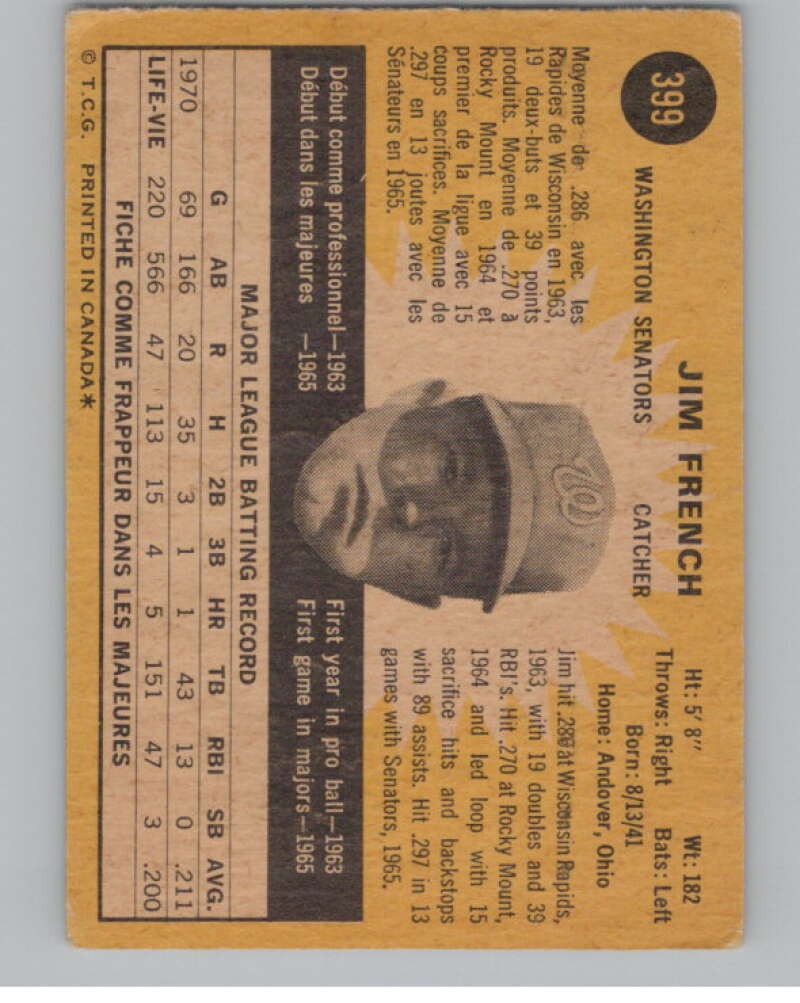 399
JIM FRENCH
WASHINGTON SENATORS CATCHER
Ht: 5' 8" Wt: 182
Throws: Right Bats: Left
Born: 8/13/41
Home: Andover, Ohio
Moyenne de .286 avec les
Rapides de Wisconsin en 1963,
19 deux-buts et 39 points
produits. Moyenne de .270 à
Rocky Mount en 1964 et
premier de la ligue avec 15
coups sacrifices. Moyenne de
.297 en 13 joutes avec les
Sénateurs en 1965.
Jim hit at Wisconsin Rapids,
1963, with 19 doubles and 39
RBI's. Hit .270 at Rocky Mount,
1964 and led loop with 15
sacrifice hits and backstops
with 89 assists. Hit .297 in 13
games with Senators, 1965.
Début comme professionnel—1963
Début dans les majeures —1965
First year in pro ball—1963
First game in majors—1965
MAJOR LEAGUE BATTING RECORD
G AB R H 2B 3B HR TB RBI SB AVG.
1970 69 166 20 35 3 1 1 43 13 0 .211
LIFE-VIE 220 566 47 113 15 4 5 151 47 3 .200
FICHE COMME FRAPPEUR DANS LES MAJEURES
© T.C.G. PRINTED IN CANADA*
W